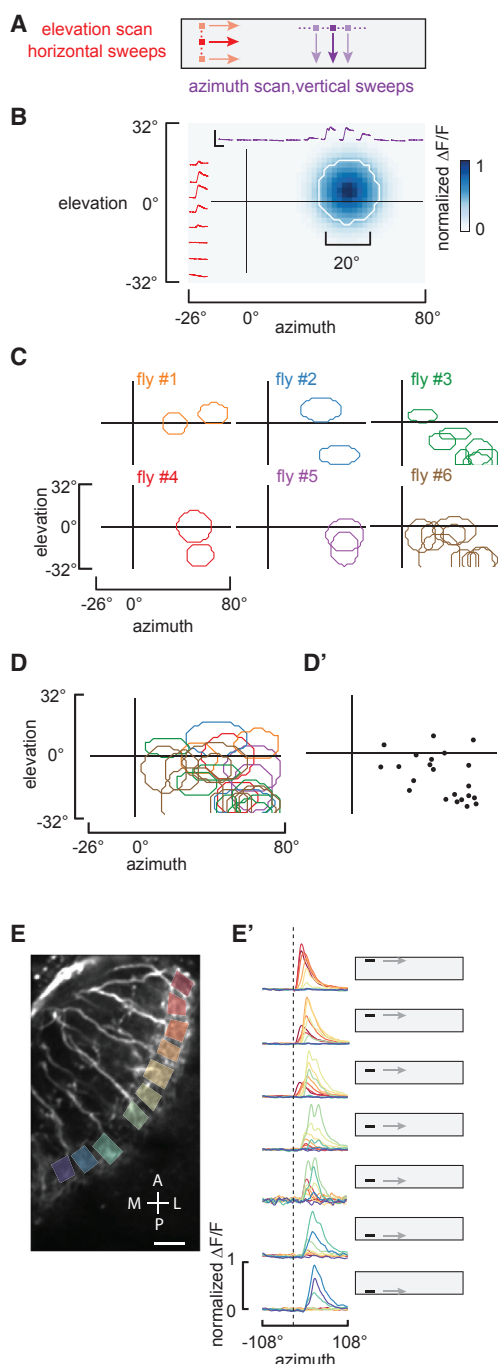 A
elevation scan
horizontal sweeps
azimuth scan,vertical sweeps
B
32°
elevation
0°
-32°
20°
normalized ΔF/F
1
0
-26°
0°
80°
azimuth
C
fly #1
fly #2
fly #3
fly #4
fly #5
fly #6
32°
elevation
0°
-32°
-26°
0°
80°
azimuth
D
D'
32°
elevation
0°
-32°
-26°
0°
80°
azimuth
E
E'
A
M
L
P
normalized ΔF/F
1
0
-108°
108°
azimuth